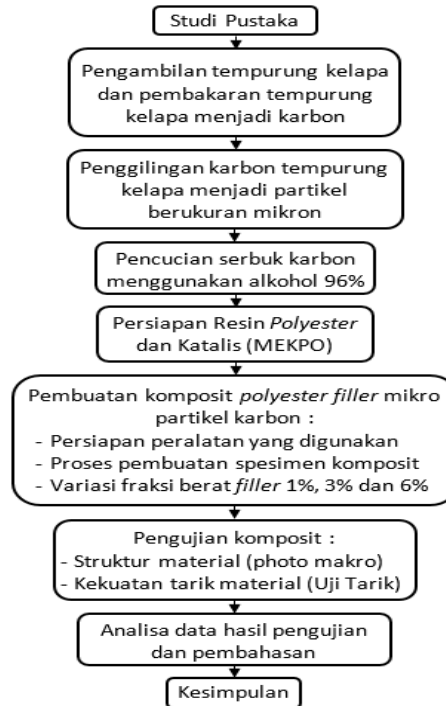 Studi Pustaka
Pengambilan tempurung kelapa
dan pembakaran tempurung
kelapa menjadi karbon
Penggilingan karbon tempurung
kelapa menjadi partikel
berukuran mikron
Pencucian serbuk karbon
menggunakan alkohol 96%
Persiapan Resin Polyester
dan Katalis (MEKPO)
Pembuatan komposit polyester filler mikro
partikel karbon :
- Persiapan peralatan yang digunakan
- Proses pembuatan spesimen komposit
- Variasi fraksi berat filler 1%, 3% dan 6%
Pengujian komposit :
- Struktur material (photo makro)
- Kekuatan tarik material (Uji Tarik)
Analisa data hasil pengujian
dan pembahasan
Kesimpulan